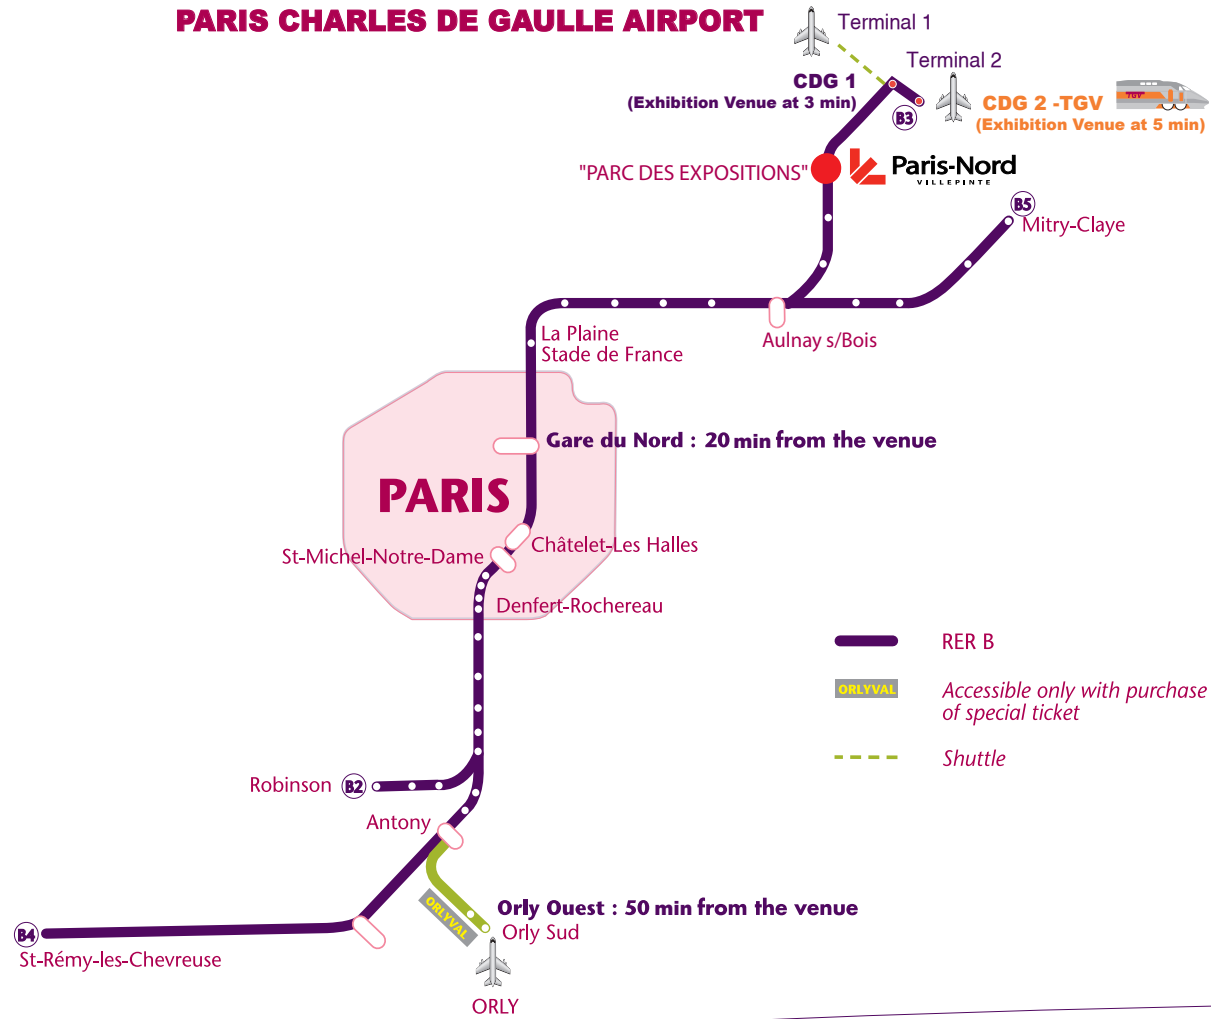 PARIS CHARLES DE GAULLE AIRPORT
Terminal 1
Terminal 2
CDG 1
(Exhibition Venue at 3 min)
B3
CDG 2 -TGV
TGV
(Exhibition Venue at 5 min)
"PARC DES EXPOSITIONS"
Paris-Nord
VILLEPINTE
B5
Mitry-Claye
La Plaine
Stade de France
Aulnay s/Bois
Gare du Nord : 20 min from the venue
PARIS
Châtelet-Les Halles
St-Michel-Notre-Dame
Denfert-Rochereau
RER B
ORLYVAL
Accessible only with purchase
of special ticket
Shuttle
Robinson
B2
Antony
ORLYVAL
Orly Ouest : 50 min from the venue
Orly Sud
B4
St-Rémy-les-Chevreuse
ORLY